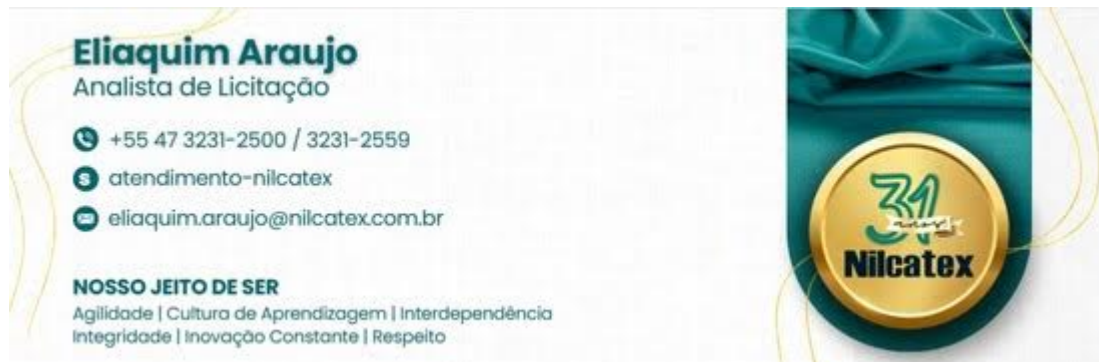 Eliaquim Araujo
Analista de Licitação
+55 47 3231-2500 / 3231-2559
atendimento-nilcatex
eliaquim.araujo@nilcatex.com.br
NOSSO JEITO DE SER
Agilidade | Cultura de Aprendizagem | Interdependência
Integridade | Inovação Constante | Respeito
31
anos
Nilcatex